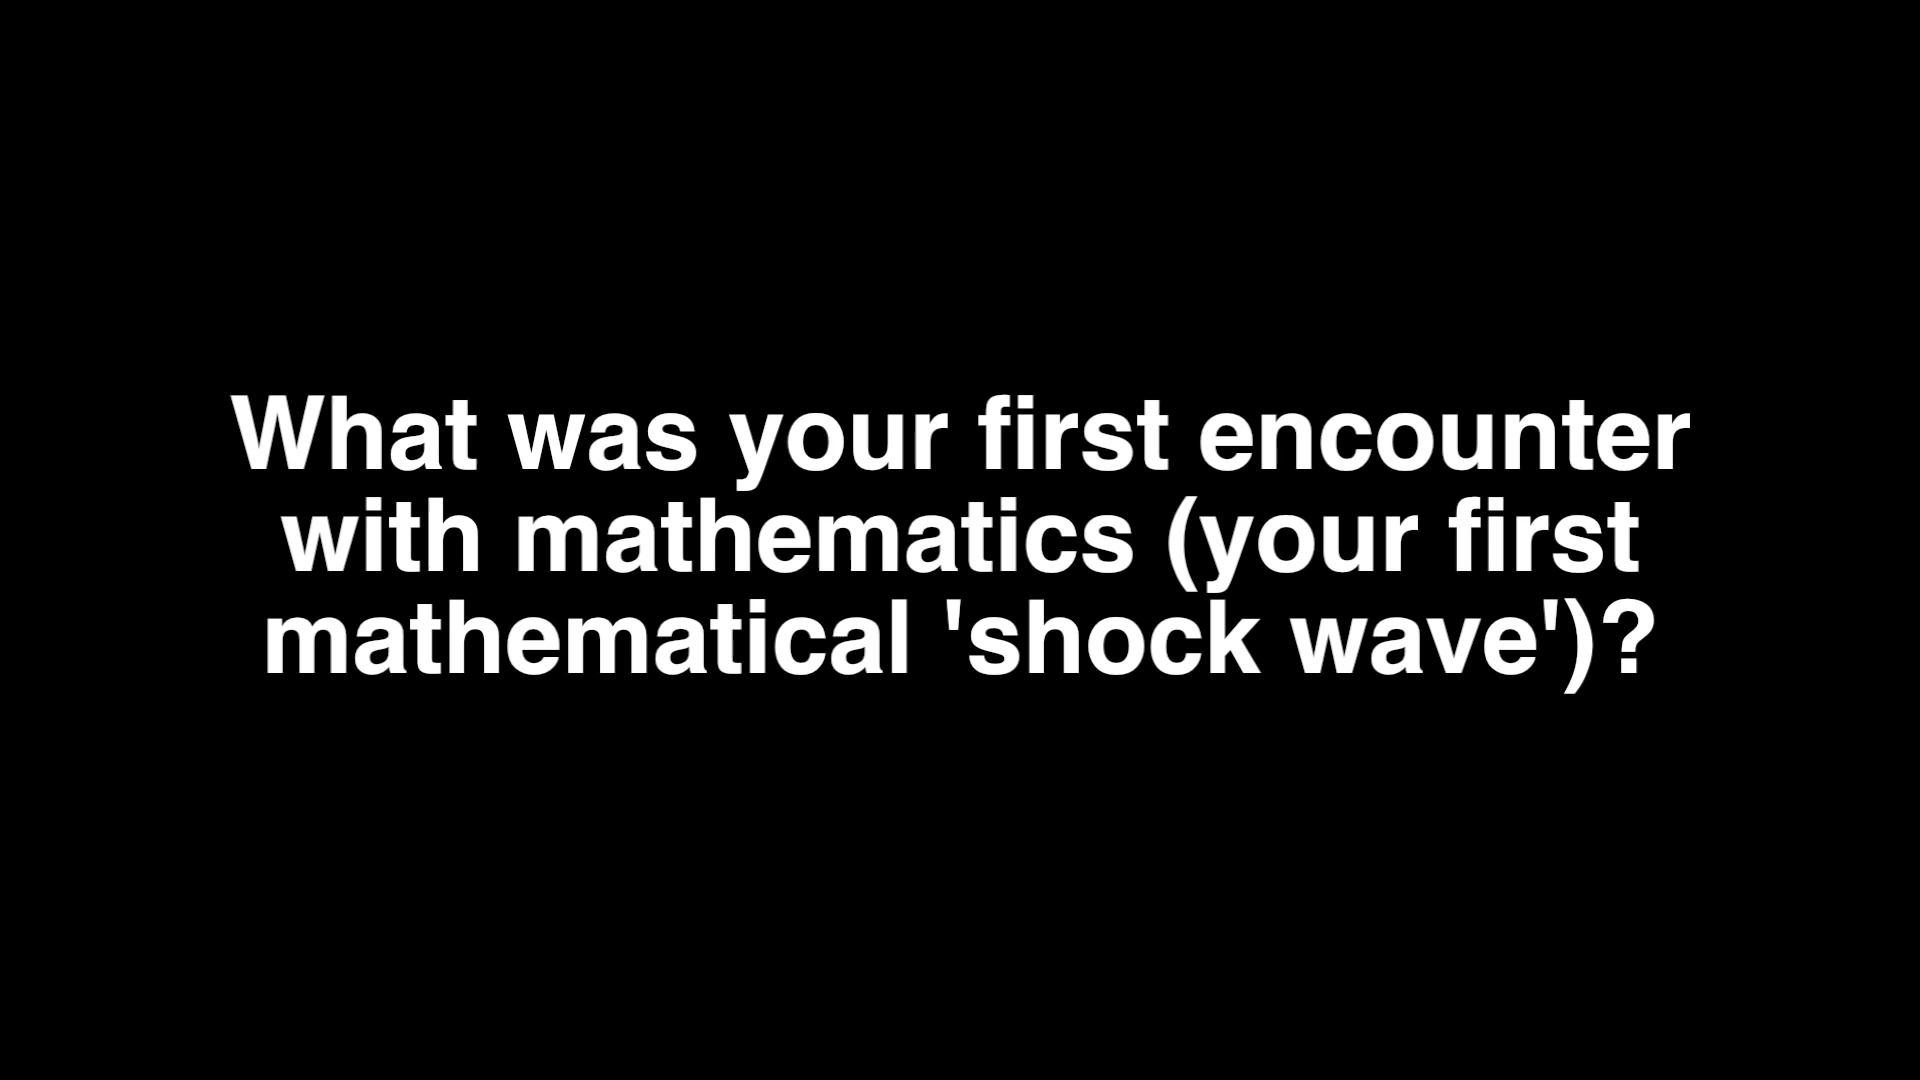 What was your first encounter
with mathematics (your first
mathematical 'shock wave')?